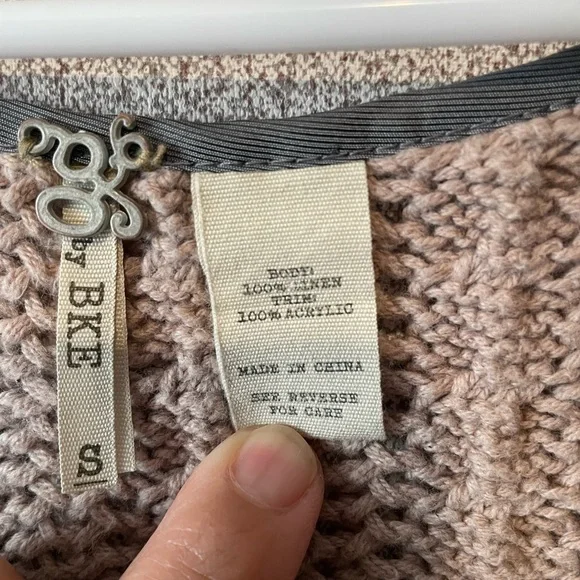 gb
by BKE
S
BODY:
100% LINEN
TRIM:
100% ACRYLIC
MADE IN CHINA
SEE REVERSE
FOR CARE